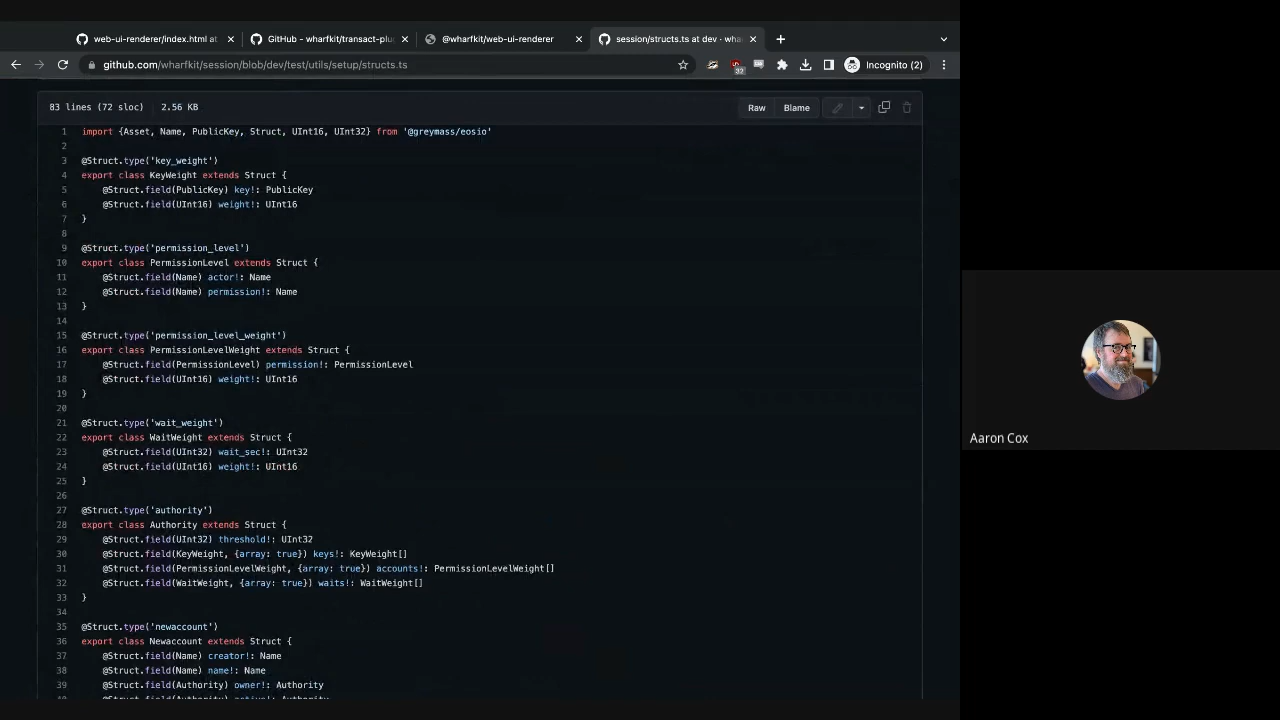 web-ui-renderer/index.html at
GitHub - wharfkit/transact-plu
@wharfkit/web-ui-renderer
session/structs.ts at dev · wha
github.com/wharfkit/session/blob/dev/test/utils/setup/structs.ts
32
Incognito (2)
83 lines (72 sloc) 2.56 KB
Raw Blame
1 import {Asset, Name, PublicKey, Struct, UInt16, UInt32} from '@greymass/eosio'
2
3 @Struct.type('key_weight')
4 export class KeyWeight extends Struct {
5 @Struct.field(PublicKey) key!: PublicKey
6 @Struct.field(UInt16) weight!: UInt16
7 }
8
9 @Struct.type('permission_level')
10 export class PermissionLevel extends Struct {
11 @Struct.field(Name) actor!: Name
12 @Struct.field(Name) permission!: Name
13 }
14
15 @Struct.type('permission_level_weight')
16 export class PermissionLevelWeight extends Struct {
17 @Struct.field(PermissionLevel) permission!: PermissionLevel
18 @Struct.field(UInt16) weight!: UInt16
19 }
20
21 @Struct.type('wait_weight')
22 export class WaitWeight extends Struct {
23 @Struct.field(UInt32) wait_sec!: UInt32
24 @Struct.field(UInt16) weight!: UInt16
25 }
26
27 @Struct.type('authority')
28 export class Authority extends Struct {
29 @Struct.field(UInt32) threshold!: UInt32
30 @Struct.field(KeyWeight, {array: true}) keys!: KeyWeight[]
31 @Struct.field(PermissionLevelWeight, {array: true}) accounts!: PermissionLevelWeight[]
32 @Struct.field(WaitWeight, {array: true}) waits!: WaitWeight[]
33 }
34
35 @Struct.type('newaccount')
36 export class Newaccount extends Struct {
37 @Struct.field(Name) creator!: Name
38 @Struct.field(Name) name!: Name
39 @Struct.field(Authority) owner!: Authority
Aaron Cox